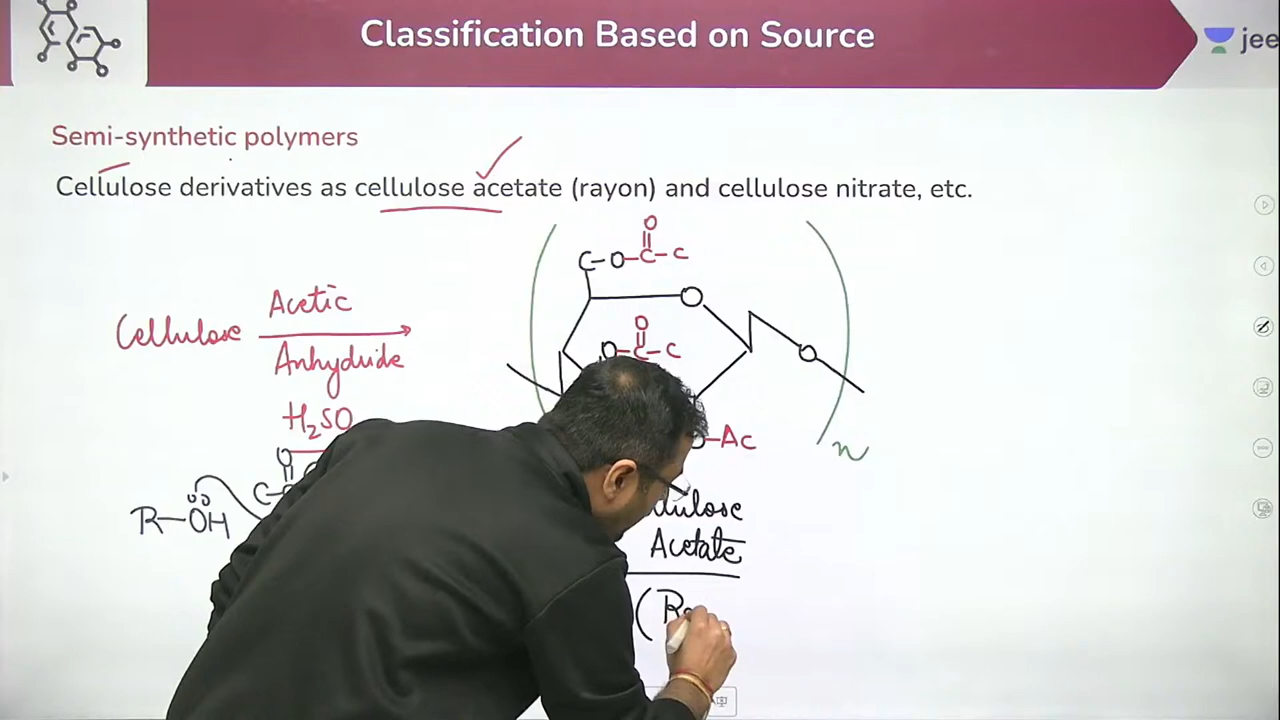 Classification Based on Source
jee
Semi-synthetic polymers
Cellulose derivatives as cellulose acetate (rayon) and cellulose nitrate, etc.
O
C-O-C-C
Cellulose
Acetic
Anhydride
H2SO
O
O
O-C-C
O
-Ac
n
O
C-
R-OH
Acetate
(R